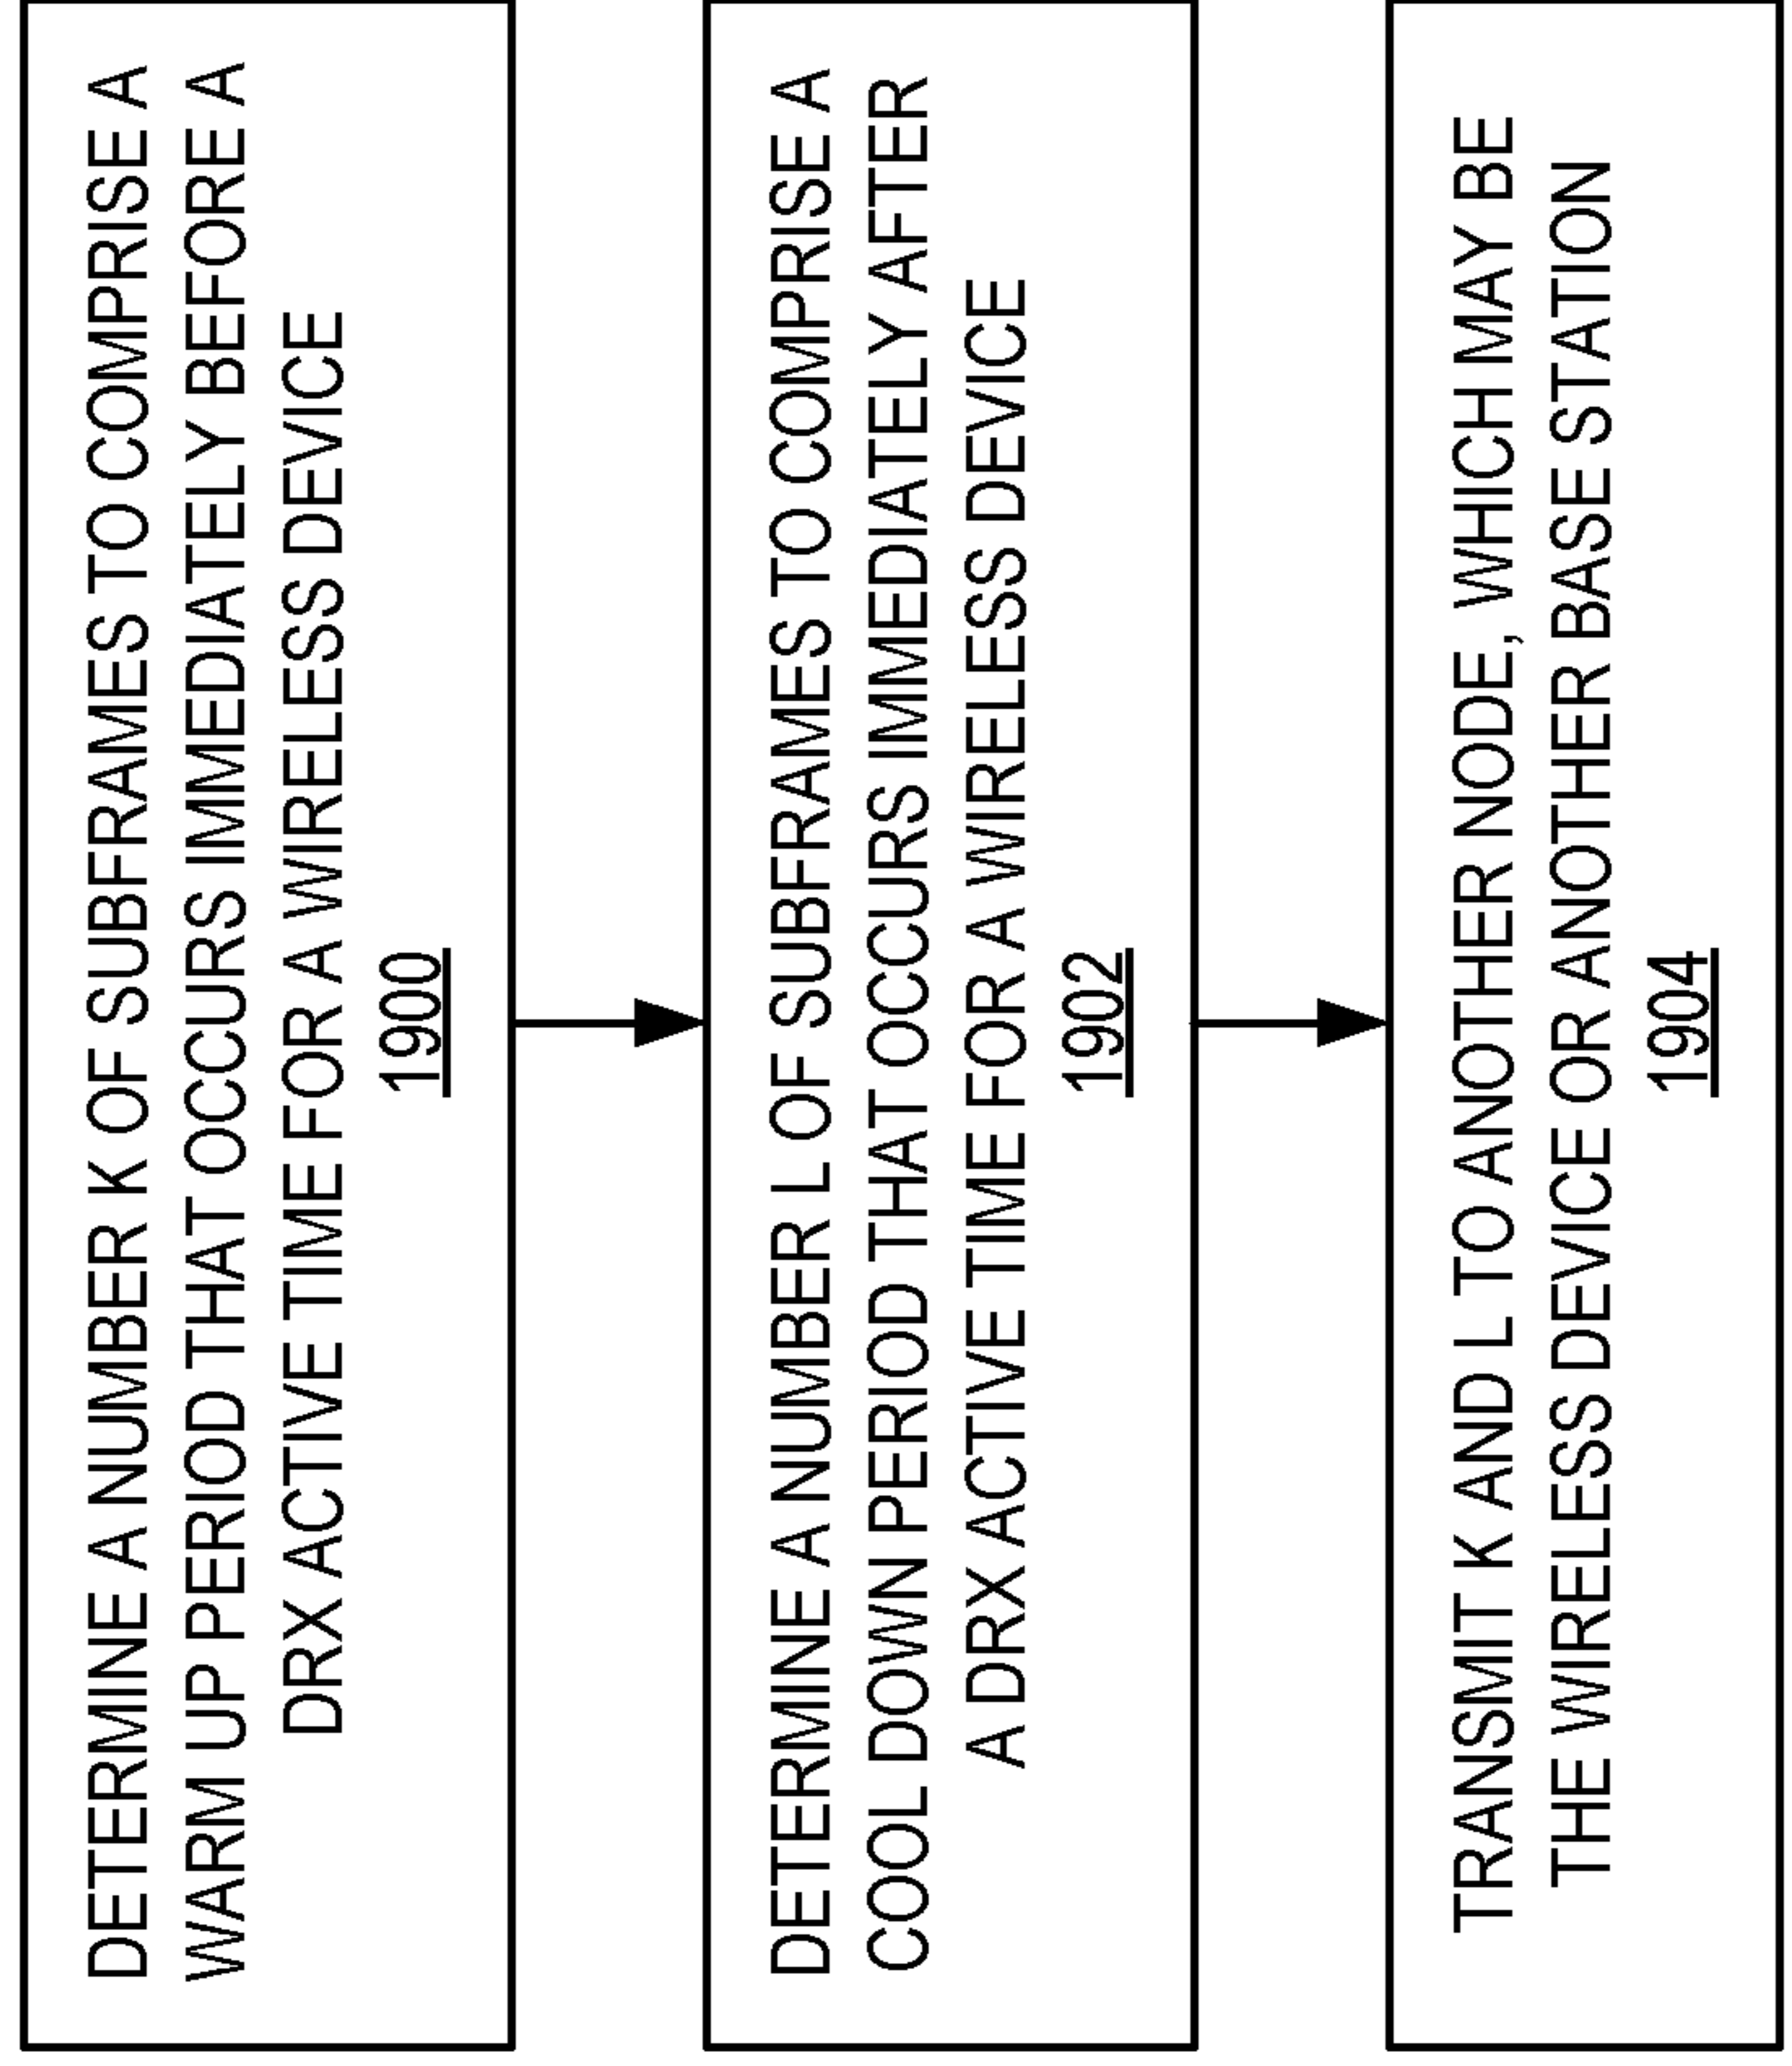 DETERMINE A NUMBER K OF SUBFRAMES TO COMPRISE A
WARM UP PERIOD THAT OCCURS IMMEDIATELY BEFORE A
DRX ACTIVE TIME FOR A WIRELESS DEVICE
1900
DETERMINE A NUMBER L OF SUBFRAMES TO COMPRISE A
COOL DOWN PERIOD THAT OCCURS IMMEDIATELY AFTER
A DRX ACTIVE TIME FOR A WIRELESS DEVICE
1902
TRANSMIT K AND L TO ANOTHER NODE, WHICH MAY BE
THE WIRELESS DEVICE OR ANOTHER BASE STATION
1904